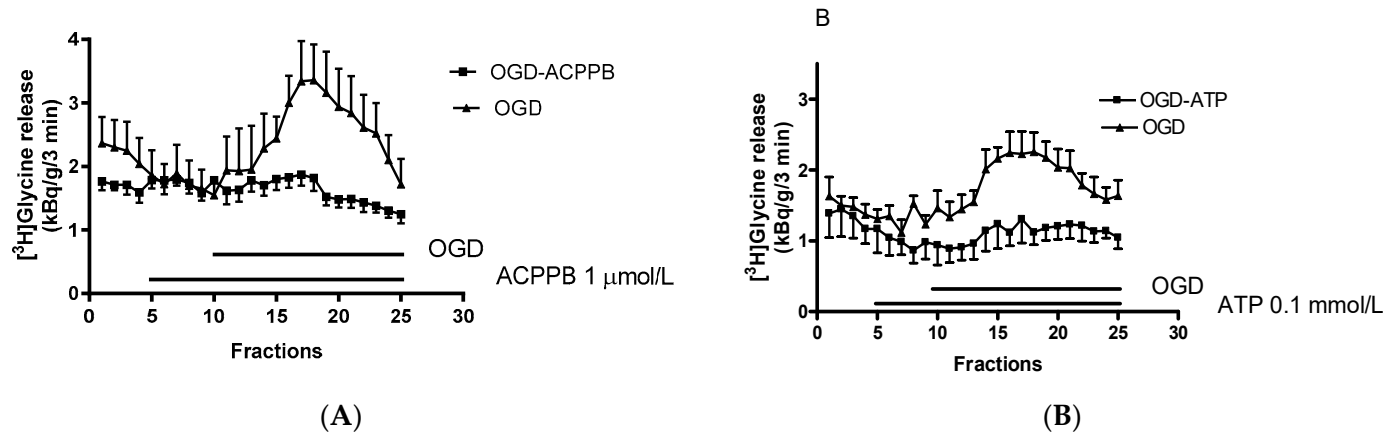 4
3
2
1
0
[³H]Glycine release
(kBq/g/3 min)
OGD-ACPPB
OGD
OGD
ACPPB 1 μmol/L
0 5 10 15 20 25 30
Fractions
(A)
B
3
2
1
0
[³H]Glycine release
(kBq/g/3 min)
OGD-ATP
OGD
OGD
ATP 0.1 mmol/L
0 5 10 15 20 25 30
Fractions
(B)